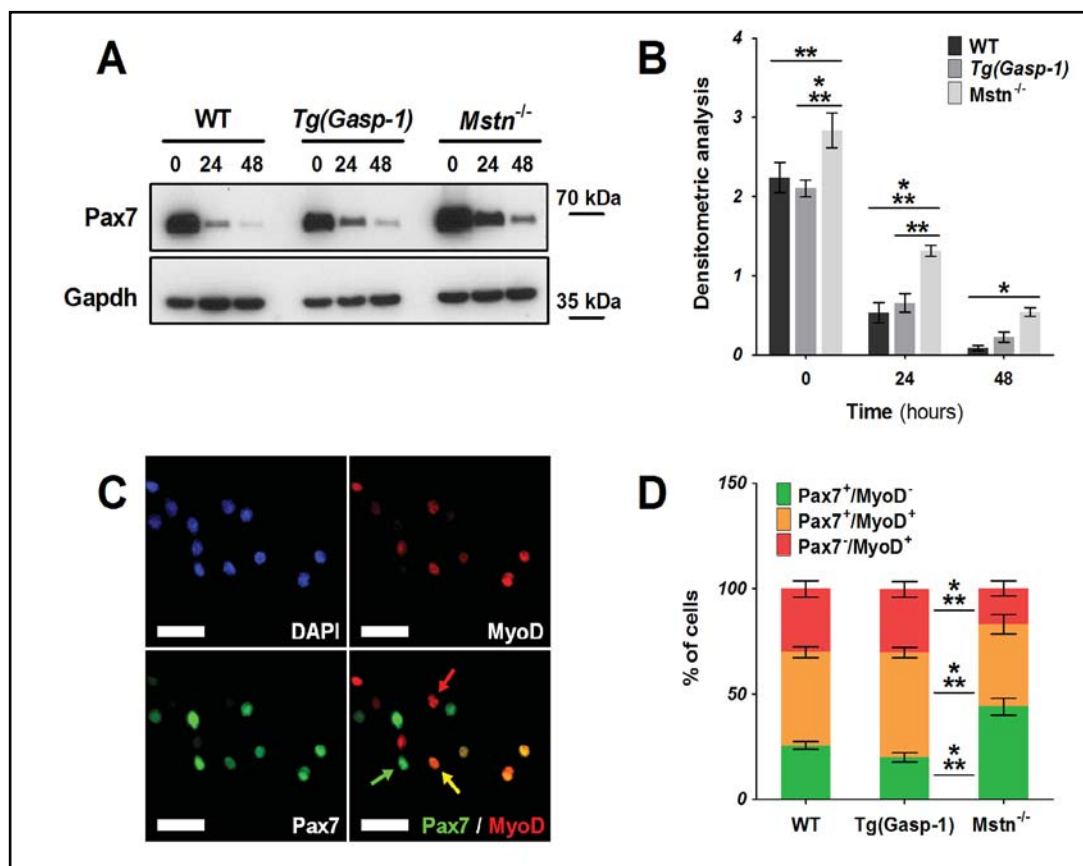 A
WT Tg(Gasp-1) Mstn-/-
0 24 48 0 24 48 0 24 48
Pax7
70 kDa
Gapdh
35 kDa
B
WT
Tg(Gasp-1)
Mstn-/-
Densitometric analysis
4
3
2
1
0
**
*
**
*
**
**
*
0 24 48
Time (hours)
C
DAPI
MyoD
Pax7
Pax7 / MyoD
D
Pax7+/MyoD-
Pax7+/MyoD+
Pax7-/MyoD+
% of cells
150
100
50
0
*
**
*
**
*
**
WT Tg(Gasp-1) Mstn-/-